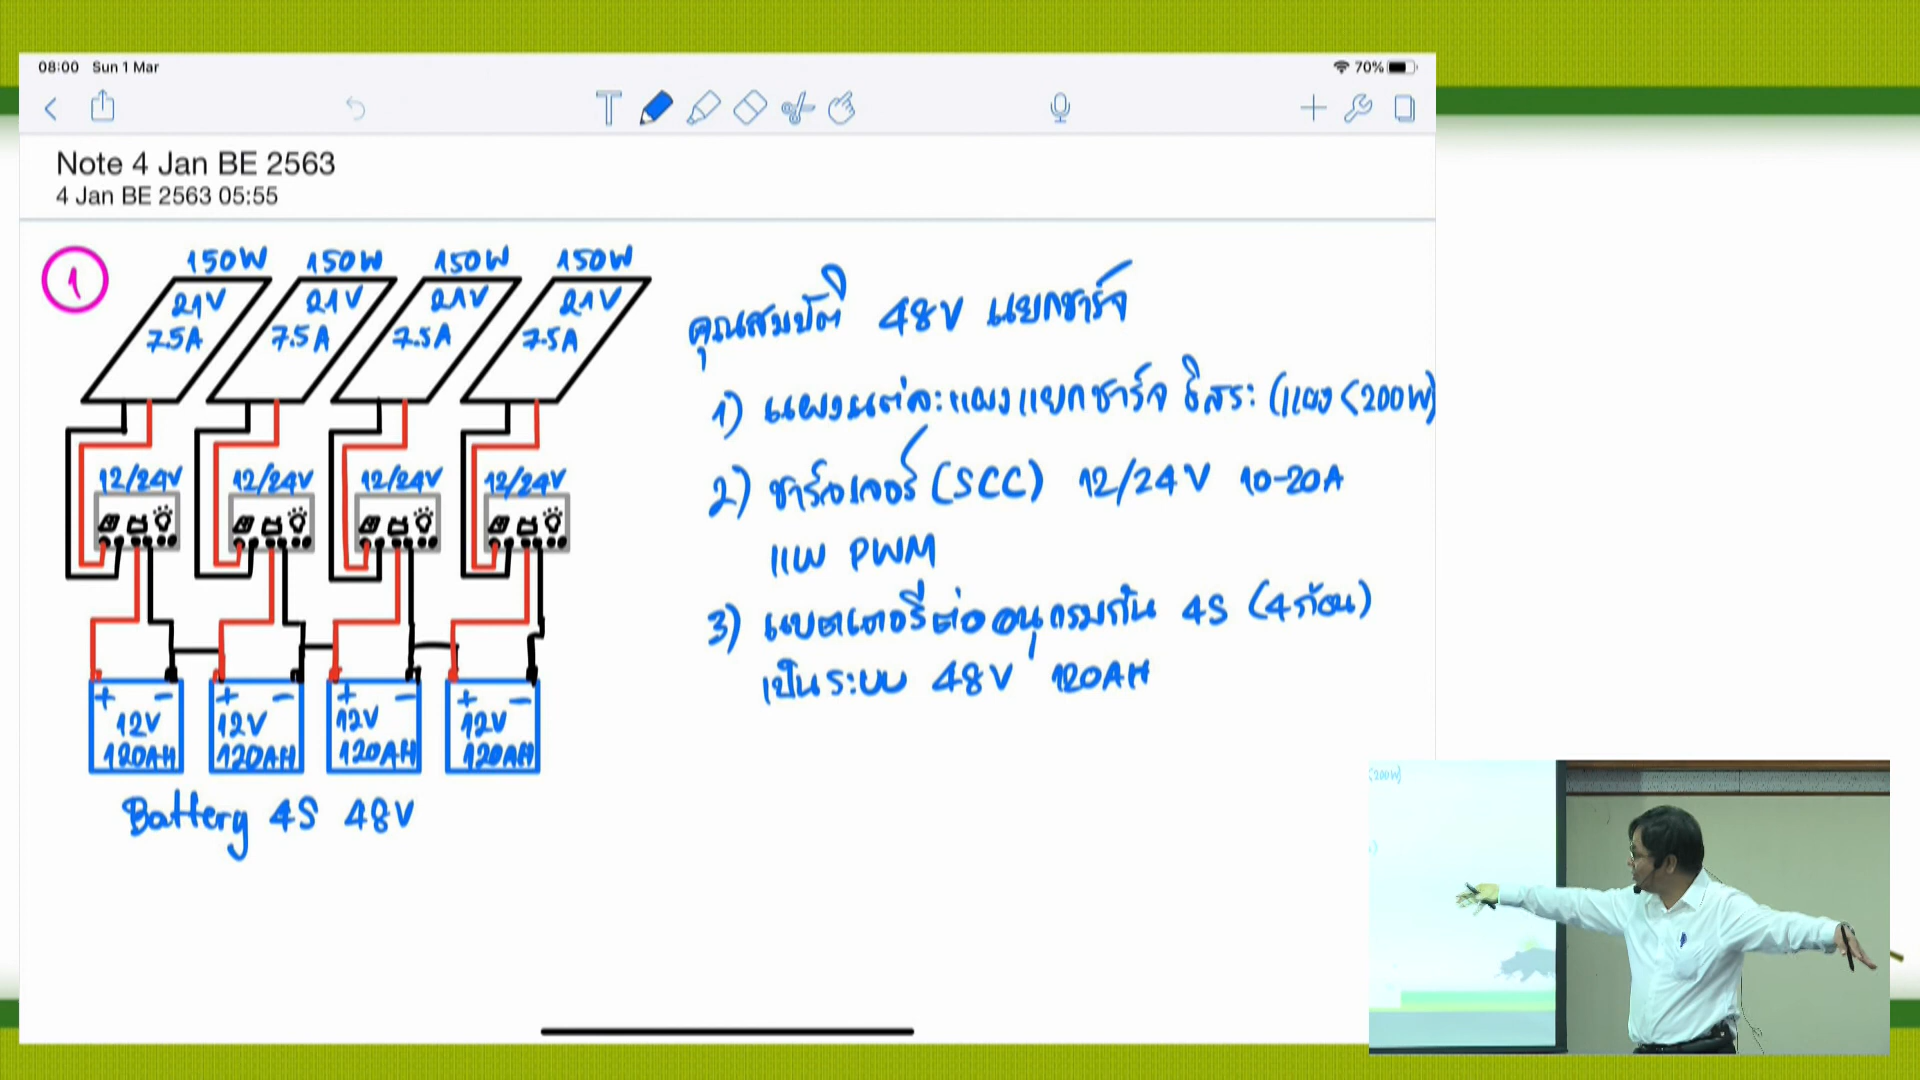 08:00 Sun 1 Mar
70%
Note 4 Jan BE 2563
4 Jan BE 2563 05:55
1
150W 150W 150W 150W
21V 21V 21V 21V
7.5A 7.5A 7.5A 7.5A
12/24V 12/24V 12/24V 12/24V
+ − + − + − + −
12V 12V 12V 12V
120AH 120AH 120AH 120AH
Battery 4S 48V
คุณสมบัติ 48V แยกชาร์จ
1) แผงแต่ละแผงแยกชาร์จ อิสระ (แผง<200W)
2) ชาร์จเจอร์ (SCC) 12/24V 10-20A
แบบ PWM
3) แบตเตอรี่ต่ออนุกรมกัน 4S (4ก้อน)
เป็นระบบ 48V 120AH
<200W)